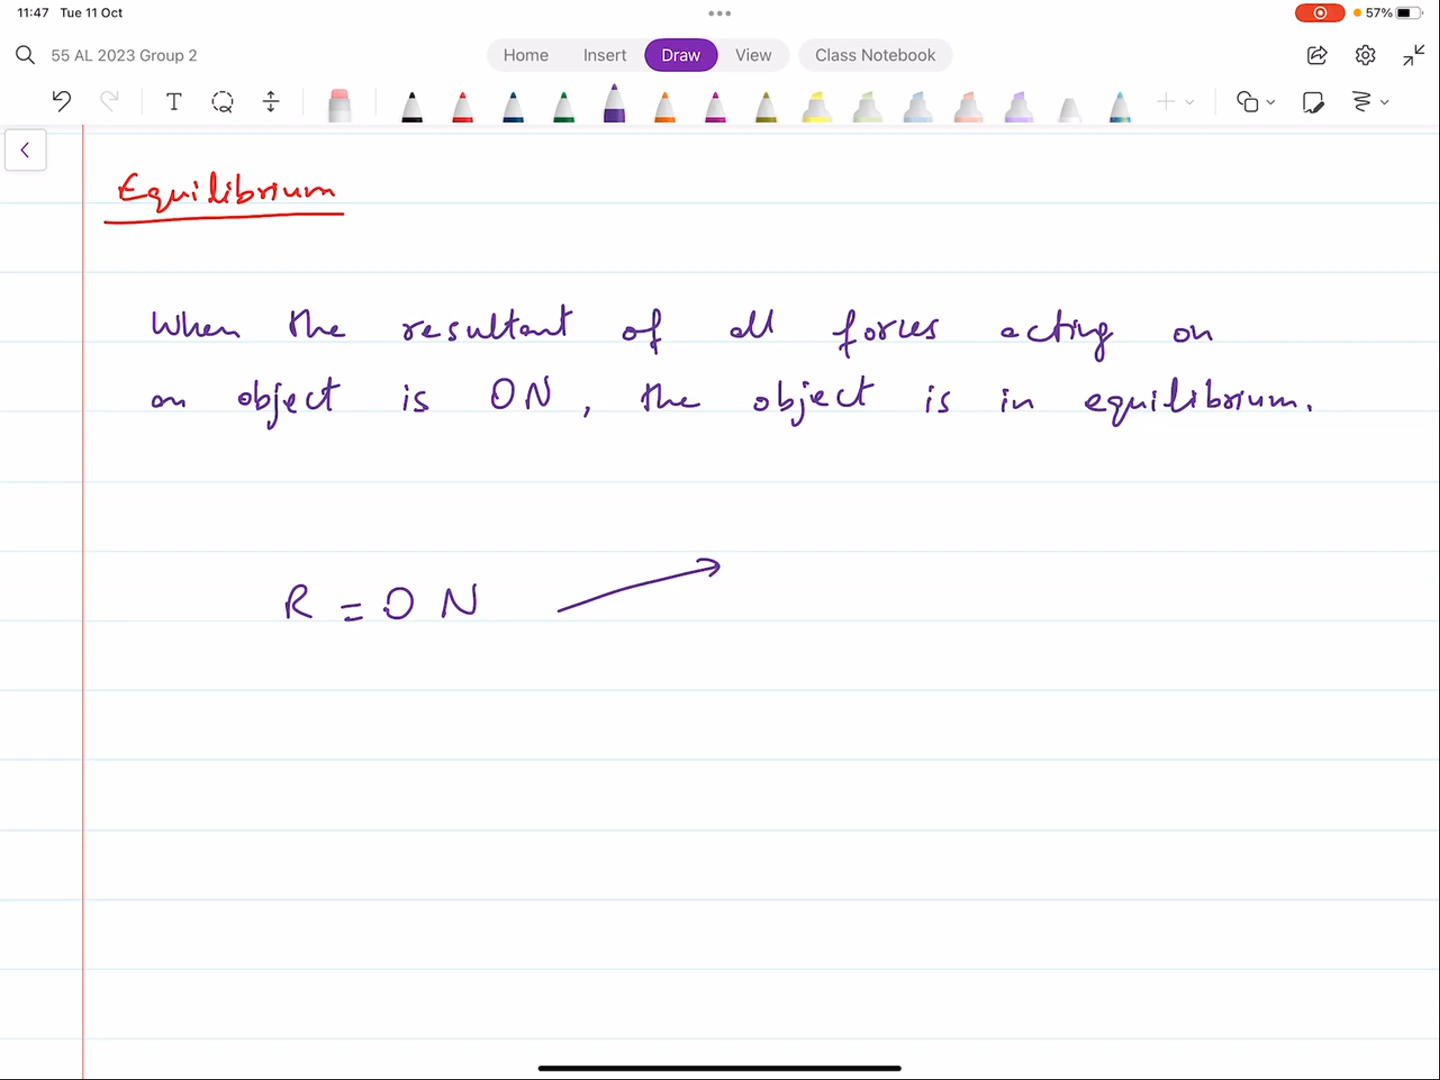 11:47 Tue 11 Oct
57%
55 AL 2023 Group 2
Home Insert Draw View Class Notebook
T
Equilibrium
When the resultant of all forces acting on
an object is 0N, the object is in equilibrium.
R = 0 N